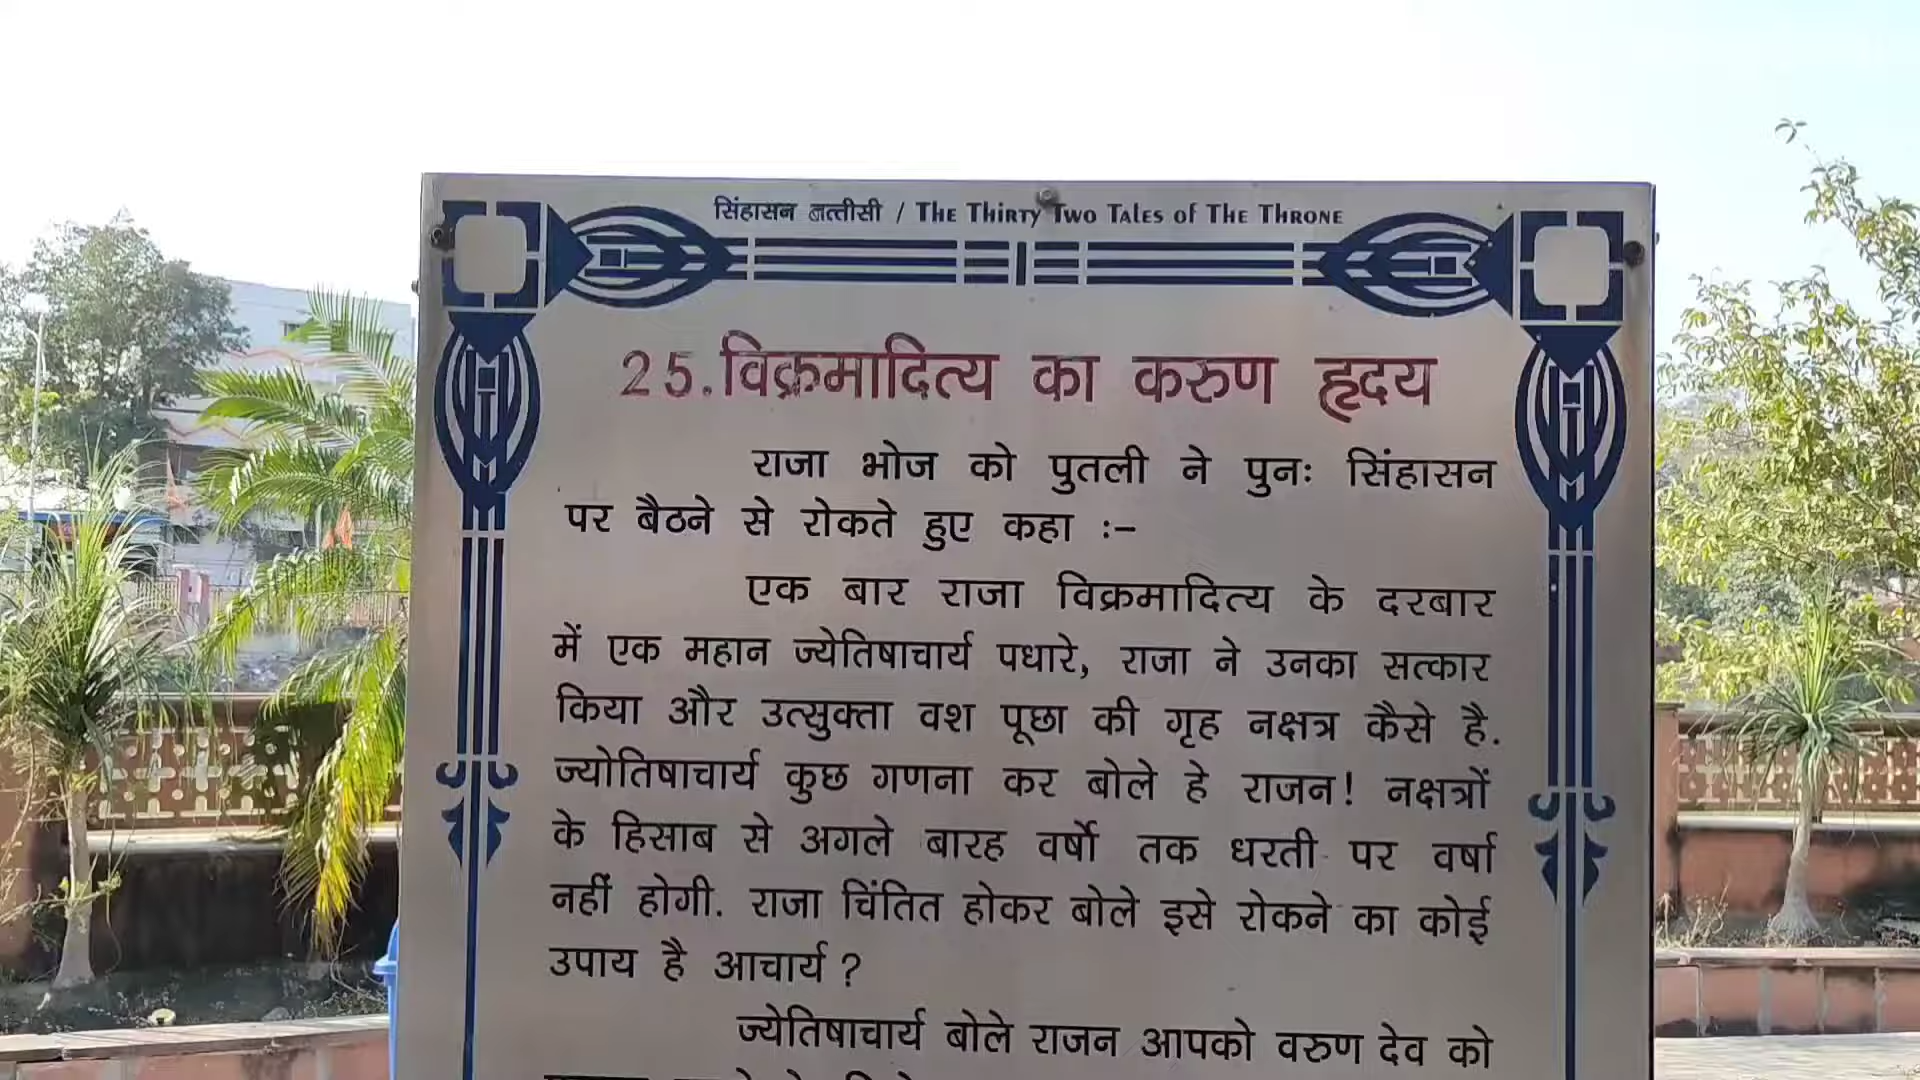 सिंहासन बत्तीसी / The Thirty Two Tales of The Throne
25.विक्रमादित्य का करुण हृदय
राजा भोज को पुतली ने पुनः सिंहासन
पर बैठने से रोकते हुए कहा :–
एक बार राजा विक्रमादित्य के दरबार
में एक महान ज्येतिषाचार्य पधारे, राजा ने उनका सत्कार
किया और उत्सुक्ता वश पूछा की गृह नक्षत्र कैसे है.
ज्योतिषाचार्य कुछ गणना कर बोले हे राजन! नक्षत्रों
के हिसाब से अगले बारह वर्षो तक धरती पर वर्षा
नहीं होगी. राजा चिंतित होकर बोले इसे रोकने का कोई
उपाय है आचार्य ?
ज्येतिषाचार्य बोले राजन आपको वरुण देव को